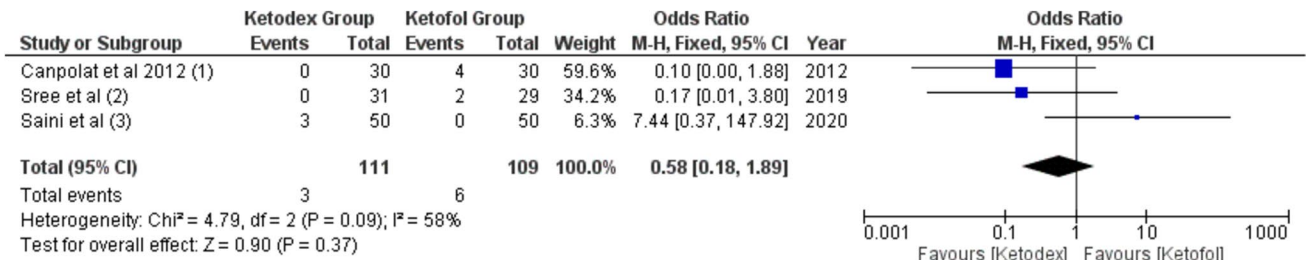 Ketodex Group Ketofol Group Odds Ratio Odds Ratio
Study or Subgroup Events Total Events Total Weight M-H, Fixed, 95% CI Year M-H, Fixed, 95% CI
Canpolat et al 2012 (1) 0 30 4 30 59.6% 0.10 [0.00, 1.88] 2012
Sree et al (2) 0 31 2 29 34.2% 0.17 [0.01, 3.80] 2019
Saini et al (3) 3 50 0 50 6.3% 7.44 [0.37, 147.92] 2020
Total (95% CI) 111 109 100.0% 0.58 [0.18, 1.89]
Total events 3 6
Heterogeneity: Chi² = 4.79, df = 2 (P = 0.09); I² = 58%
Test for overall effect: Z = 0.90 (P = 0.37)
0.001 0.1 1 10 1000
Favours [Ketodex] Favours [Ketofol]